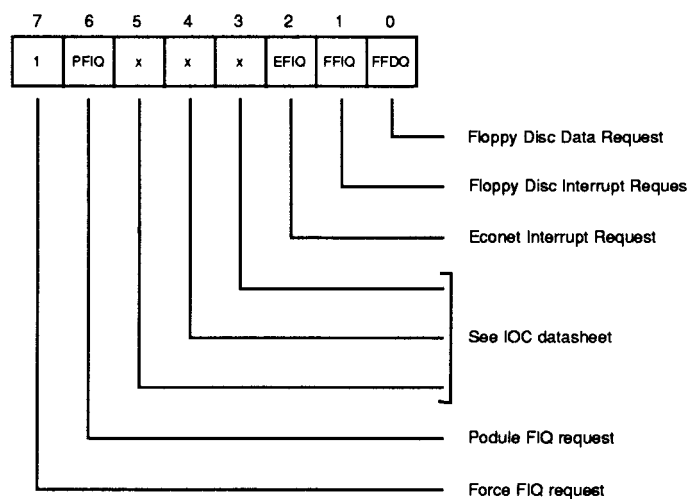 7 6 5 4 3 2 1 0
1 PFIQ x x x EFIQ FFIQ FFDQ
Floppy Disc Data Request
Floppy Disc Interrupt Reques
Econet Interrupt Request
See IOC datasheet
Podule FIQ request
Force FIQ request